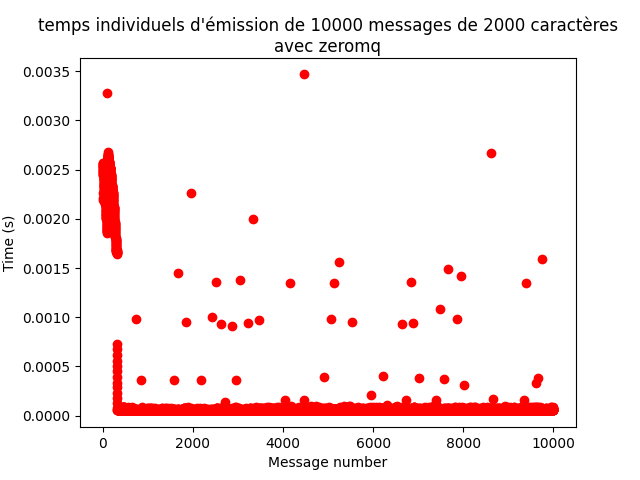 temps individuels d'émission de 10000 messages de 2000 caractères
avec zeromq
0.0035
0.0030
0.0025
0.0020
0.0015
0.0010
0.0005
0.0000
Time (s)
0 2000 4000 6000 8000 10000
Message number